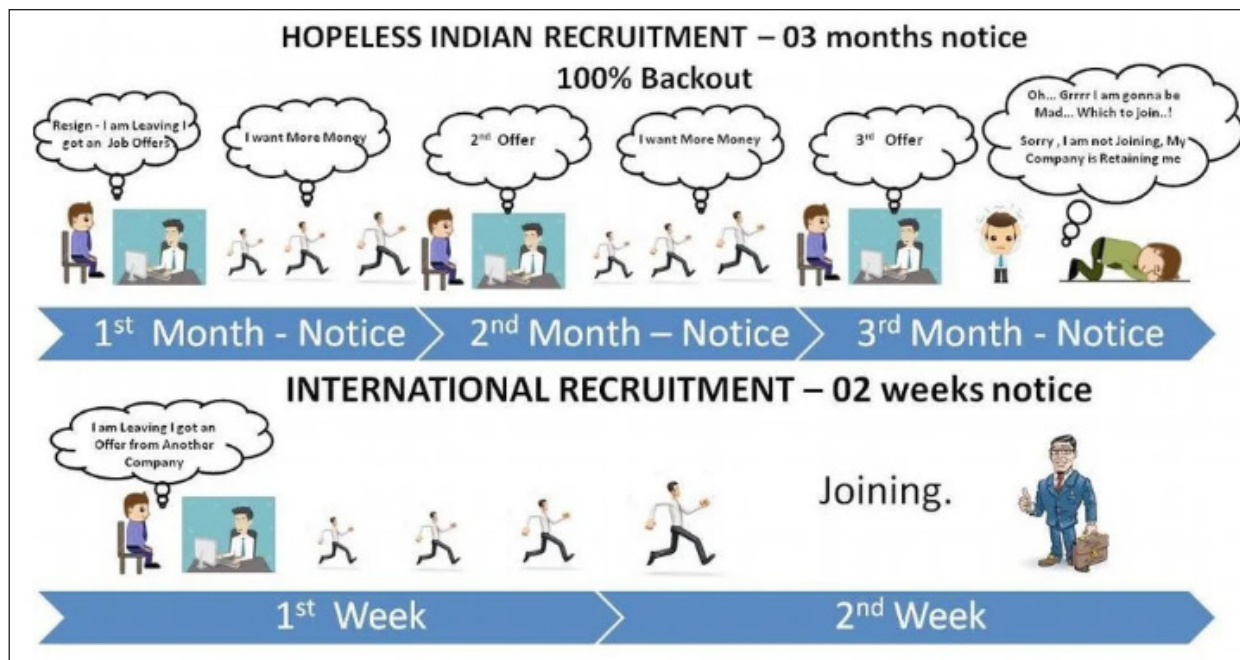 HOPELESS INDIAN RECRUITMENT – 03 months notice
100% Backout
Resign - I am Leaving I
got an Job Offers
I want More Money
2nd Offer
I want More Money
3rd Offer
Oh... Grrrr I am gonna be
Mad... Which to join..!
Sorry , I am not Joining, My
Company is Retaining me
1st Month - Notice
2nd Month – Notice
3rd Month - Notice
INTERNATIONAL RECRUITMENT – 02 weeks notice
I am Leaving I got an
Offer from Another
Company
Joining.
1st Week
2nd Week